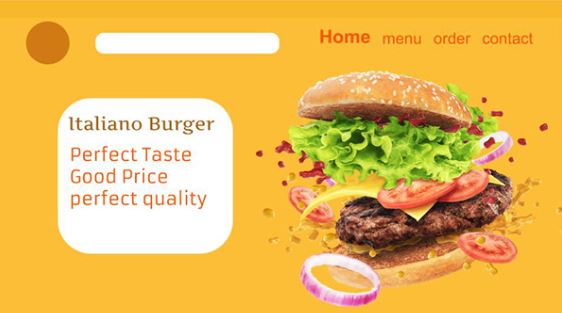 Home menu order contact
Italiano Burger
Perfect Taste
Good Price
perfect quality